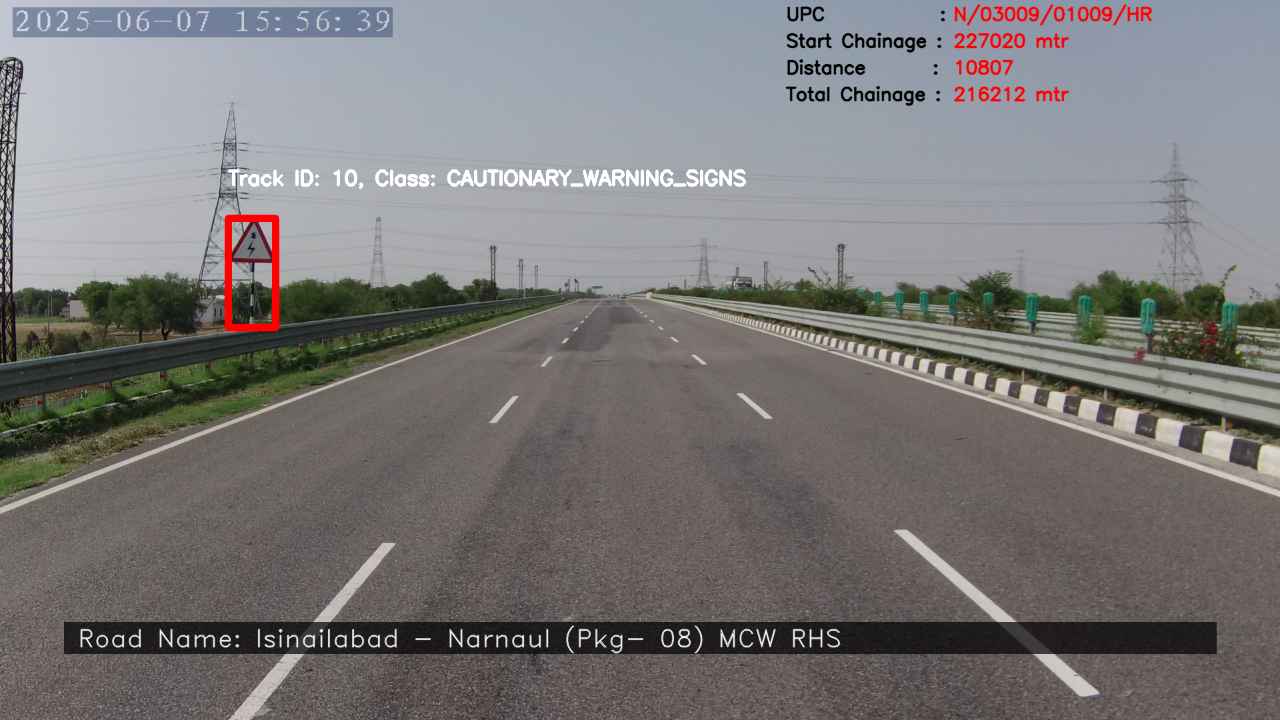 2025-06-07 15:56:39
UPC : N/03009/01009/HR
Start Chainage : 227020 mtr
Distance : 10807
Total Chainage : 216212 mtr
Track ID: 10, Class: CAUTIONARY_WARNING_SIGNS
Road Name: Isinailabad - Narnaul (Pkg- 08) MCW RHS